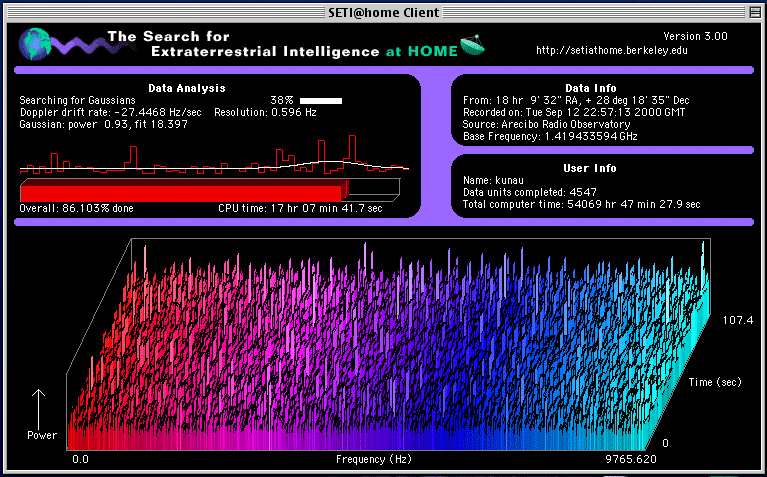 SETI@home Client
The Search for
Extraterrestrial Intelligence at HOME
Version 3.00
http://setiathome.berkeley.edu
Data Analysis
Searching for Gaussians 38%
Doppler drift rate: -27.4468 Hz/sec Resolution: 0.596 Hz
Gaussian: power 0.93, fit 18.397
Overall: 86.103% done CPU time: 17 hr 07 min 41.7 sec
Data Info
From: 18 hr 9' 32" RA, + 28 deg 18' 35" Dec
Recorded on: Tue Sep 12 22:57:13 2000 GMT
Source: Arecibo Radio Observatory
Base Frequency: 1.419433594 GHz
User Info
Name: kunau
Data units completed: 4547
Total computer time: 54069 hr 47 min 27.9 sec
107.4
Time (sec)
Power
0
0.0 Frequency (Hz) 9765.620